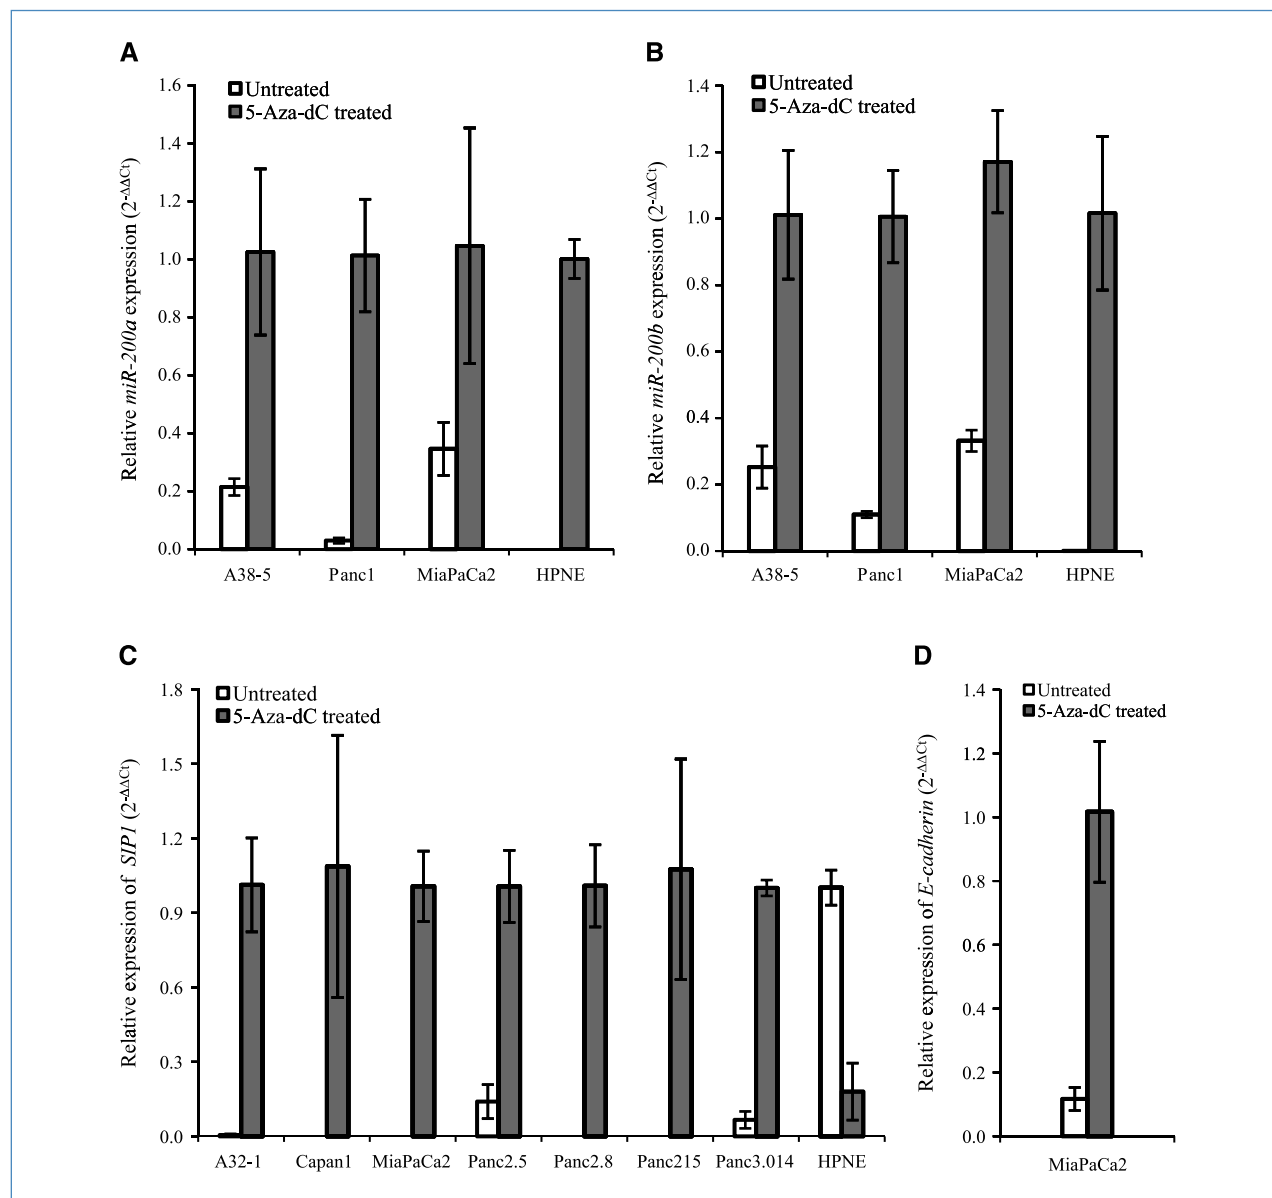 A
Untreated
5-Aza-dC treated
Relative miR-200a expression (2-ΔΔCt)
1.6
1.4
1.2
1.0
0.8
0.6
0.4
0.2
0.0
A38-5 Panc1 MiaPaCa2 HPNE
B
Untreated
5-Aza-dC treated
Relative miR-200b expression (2-ΔΔCt)
1.4
1.2
1.0
0.8
0.6
0.4
0.2
0.0
A38-5 Panc1 MiaPaCa2 HPNE
C
Untreated
5-Aza-dC treated
Relative expression of SIP1 (2-ΔΔCt)
1.8
1.5
1.2
0.9
0.6
0.3
0.0
A32-1 Capan1 MiaPaCa2 Panc2.5 Panc2.8 Panc215 Panc3.014 HPNE
D
Untreated
5-Aza-dC treated
Relative expression of E-cadherin (2-ΔΔCt)
1.4
1.2
1.0
0.8
0.6
0.4
0.2
0.0
MiaPaCa2